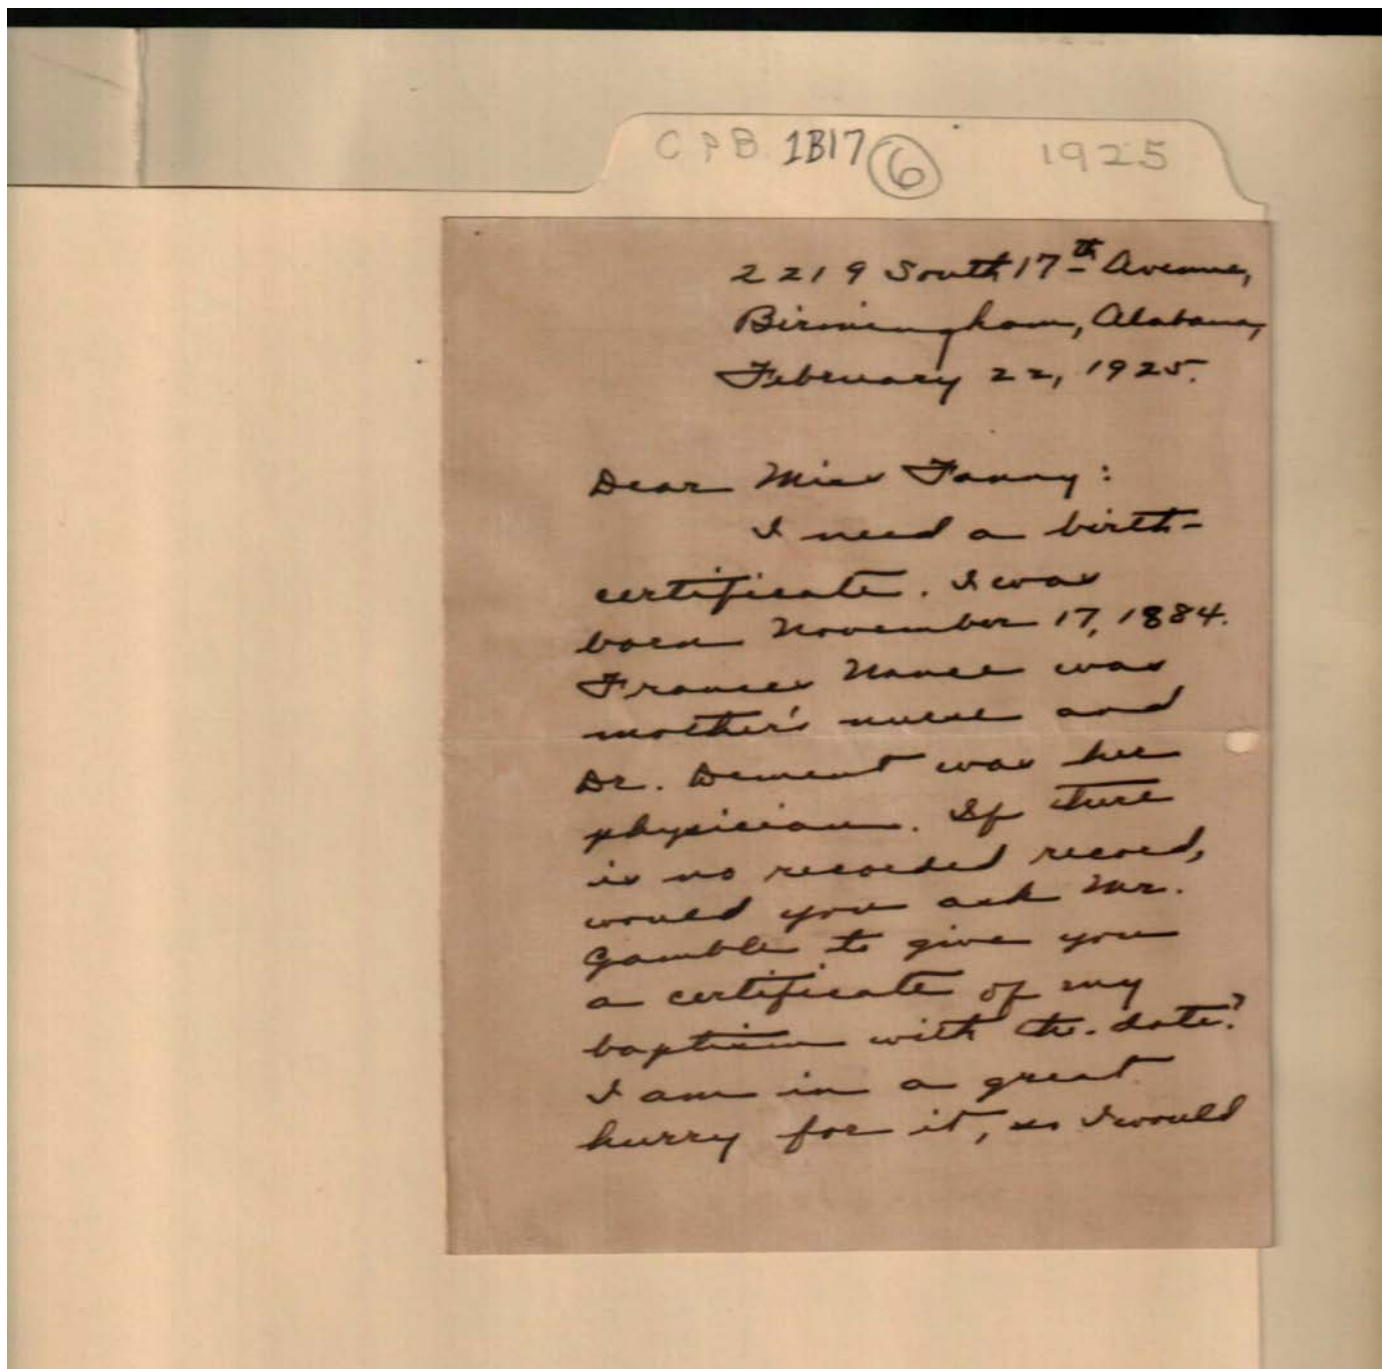 C P B 1B17 6 1925
2219 South 17th Avenue,
Birmingham, Alabama,
February 22, 1925.
Dear Miss Fanny:
I need a birth-
certificate. I was
born November 17, 1884.
Frances Nance was
mother's nurse and
Dr. Dement was her
physician. If there
is no recorded record,
would you ask Mr.
Gamble to give you
a certificate of my
baptism with the date?
I am in a great
hurry for it, so I would